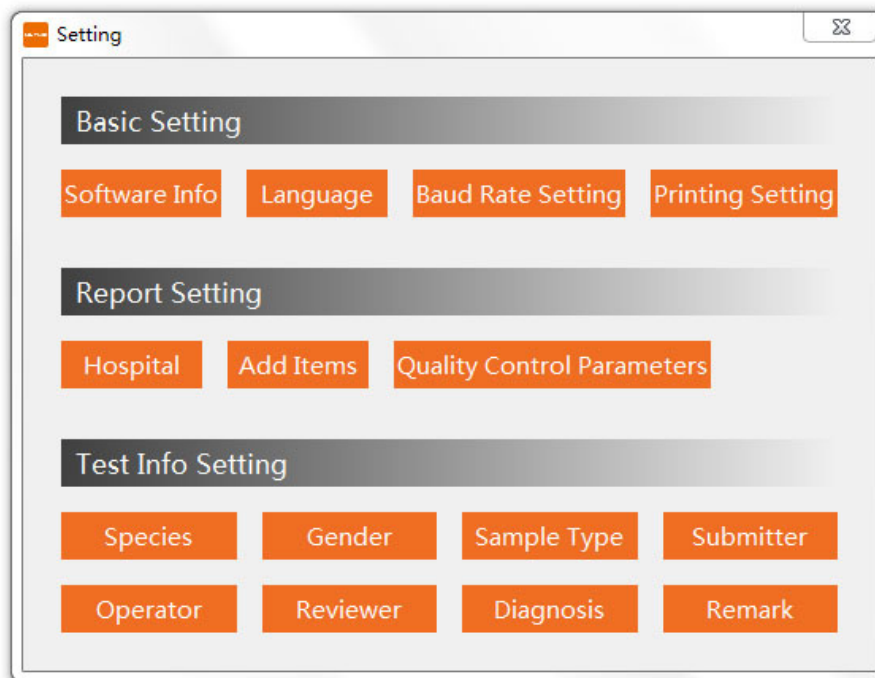 Setting
Basic Setting
Software Info Language Baud Rate Setting Printing Setting
Report Setting
Hospital Add Items Quality Control Parameters
Test Info Setting
Species Gender Sample Type Submitter
Operator Reviewer Diagnosis Remark